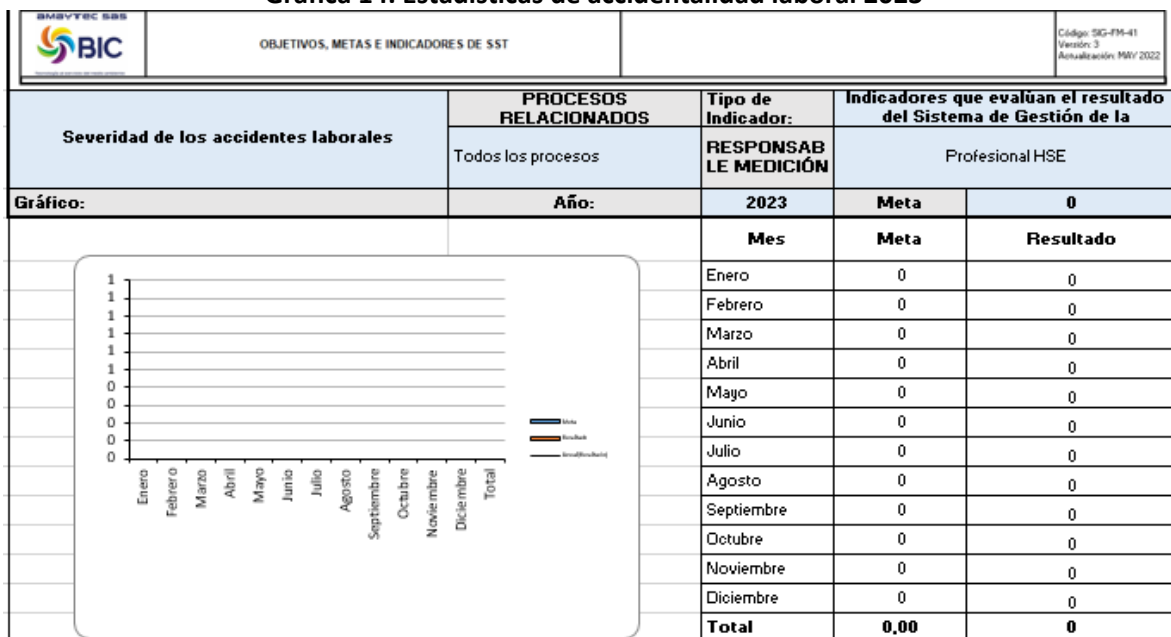 Gráfica 14. Estadísticas de accidentalidad laboral 2023
amaytec sas
BIC
OBJETIVOS, METAS E INDICADORES DE SST
Código: SIG-FM-41
Versión: 3
Actualización: MAY 2022
Severidad de los accidentes laborales
PROCESOS RELACIONADOS
Todos los procesos
Tipo de Indicador:
Indicadores que evalúan el resultado del Sistema de Gestión de la
RESPONSAB
LE MEDICIÓN
Profesional HSE
Gráfico: Año: 2023 Meta 0
Mes Meta Resultado
Enero 0 0
Febrero 0 0
Marzo 0 0
Abril 0 0
Mayo 0 0
Junio 0 0
Julio 0 0
Agosto 0 0
Septiembre 0 0
Octubre 0 0
Noviembre 0 0
Diciembre 0 0
Total 0,00 0
1
1
1
1
1
1
0
0
0
0
0
Enero
Febrero
Marzo
Abril
Mayo
Junio
Julio
Agosto
Septiembre
Octubre
Noviembre
Diciembre
Total
Meta
Resultado